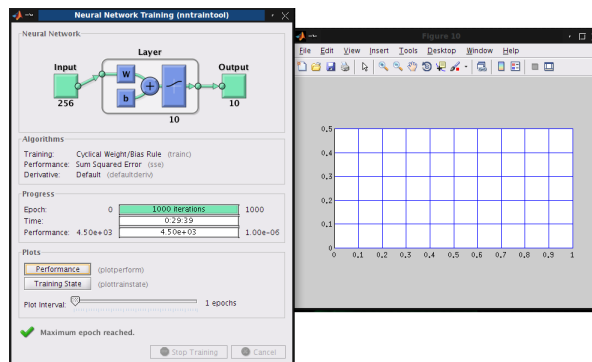 Neural Network Training (nntraintool)
Neural Network
Layer
Input
W
Output
b
256
10
10
Algorithms
Training: Cyclical Weight/Bias Rule (trainc)
Performance: Sum Squared Error (sse)
Derivative: Default (defaultderiv)
Progress
Epoch: 0 1000 iterations 1000
Time: 0:29:39
Performance: 4.50e+03 4.50e+03 1.00e-06
Plots
Performance (plotperform)
Training State (plottrainstate)
Plot Interval: 1 epochs
Maximum epoch reached.
Stop Training Cancel
Figure 10
File Edit View Insert Tools Desktop Window Help
0.5
0.4
0.3
0.2
0.1
0
0 0.1 0.2 0.3 0.4 0.5 0.6 0.7 0.8 0.9 1